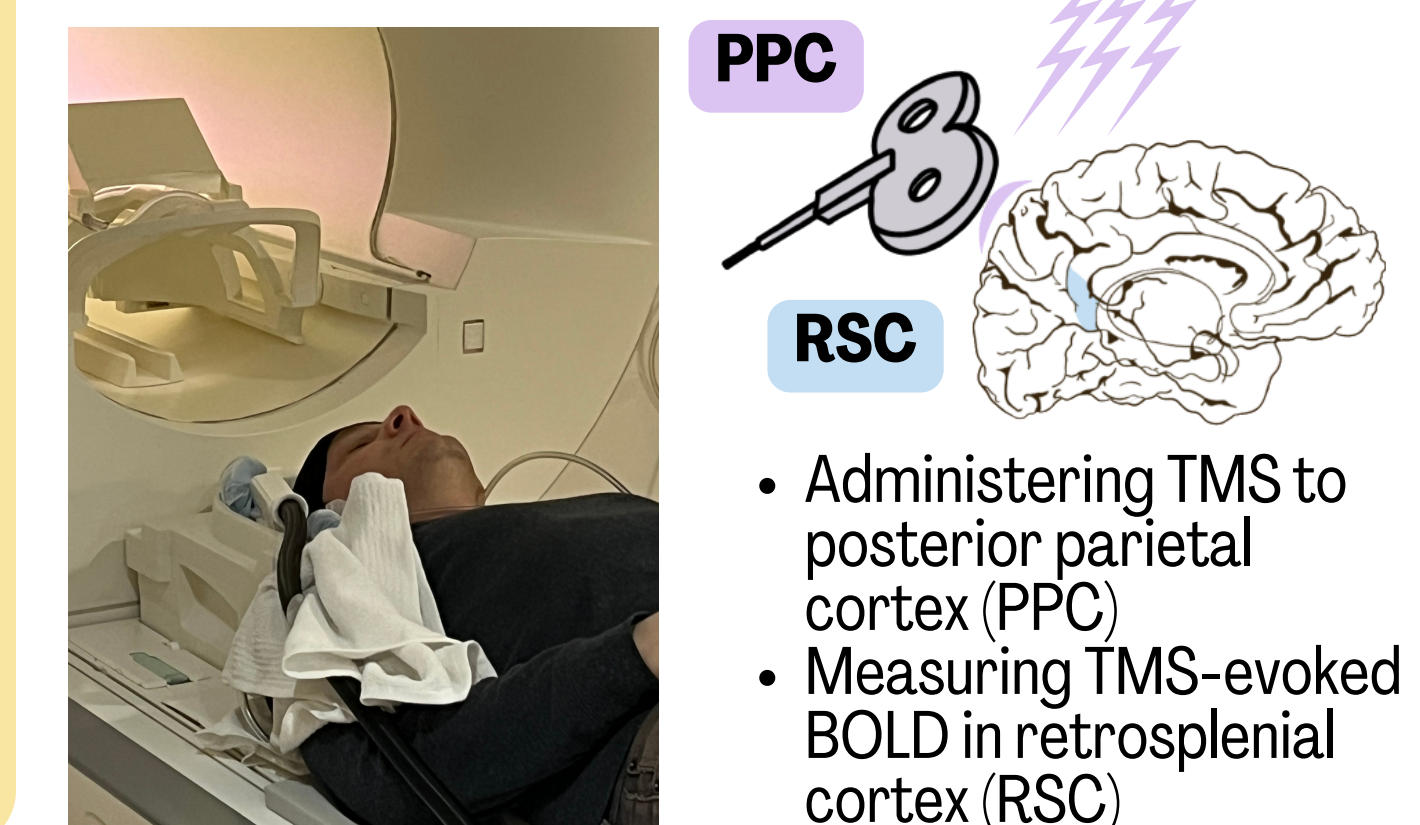 PPC
RSC
• Administering TMS to
posterior parietal
cortex (PPC)
• Measuring TMS-evoked
BOLD in retrosplenial
cortex (RSC)